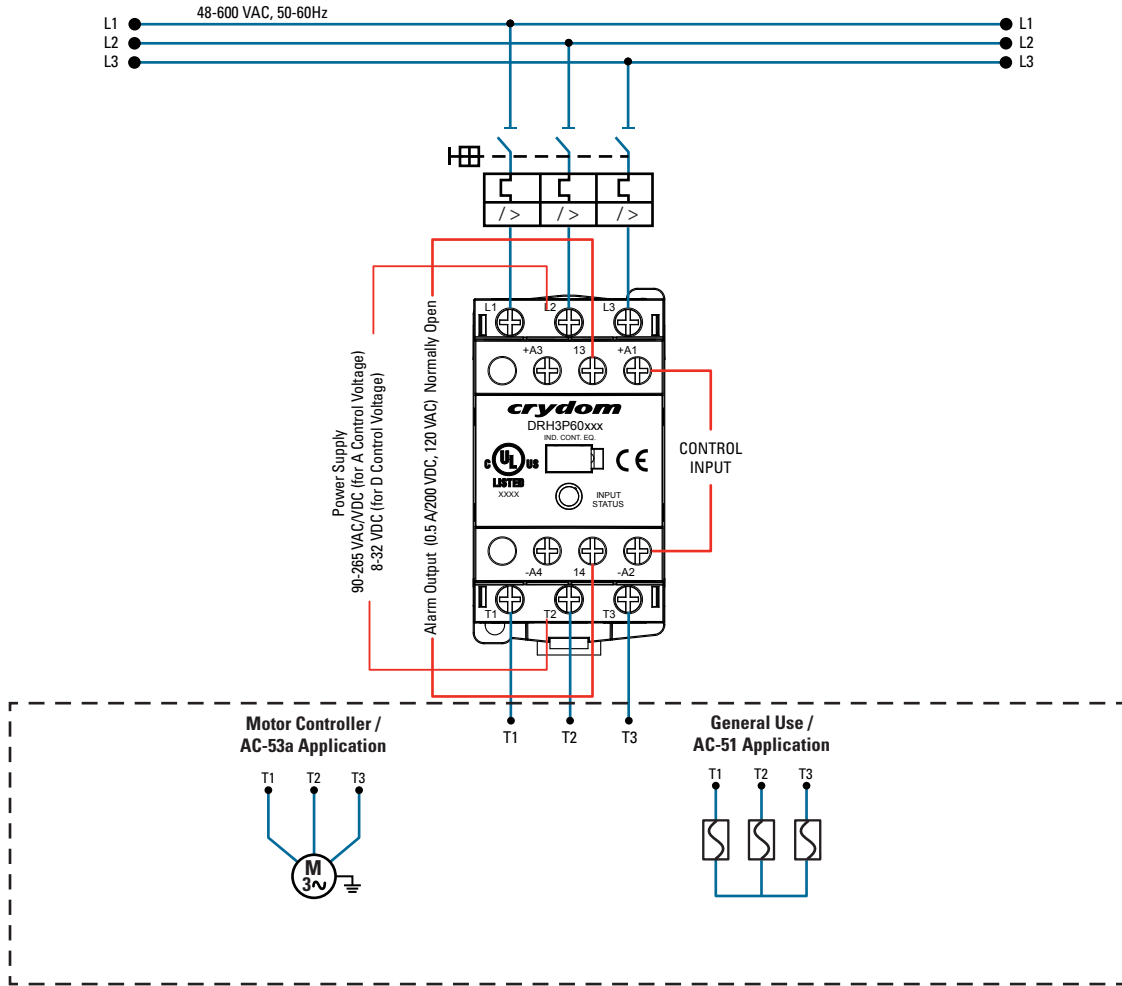 48-600 VAC, 50-60Hz
L1 L1
L2 L2
L3 L3
/ > / > / >
Power Supply
90-265 VAC/VDC (for A Control Voltage)
8-32 VDC (for D Control Voltage)
Alarm Output (0.5 A/200 VDC, 120 VAC) Normally Open
L1 L2 L3
+A3 13 +A1
crydom
DRH3P60xxx
IND. CONT. EQ.
C UL US CE
LISTED
XXXX
INPUT
STATUS
CONTROL
INPUT
-A4 14 -A2
T1 T2 T3
T1 T2 T3
Motor Controller /
AC-53a Application
T1 T2 T3
M
3~
General Use /
AC-51 Application
T1 T2 T3